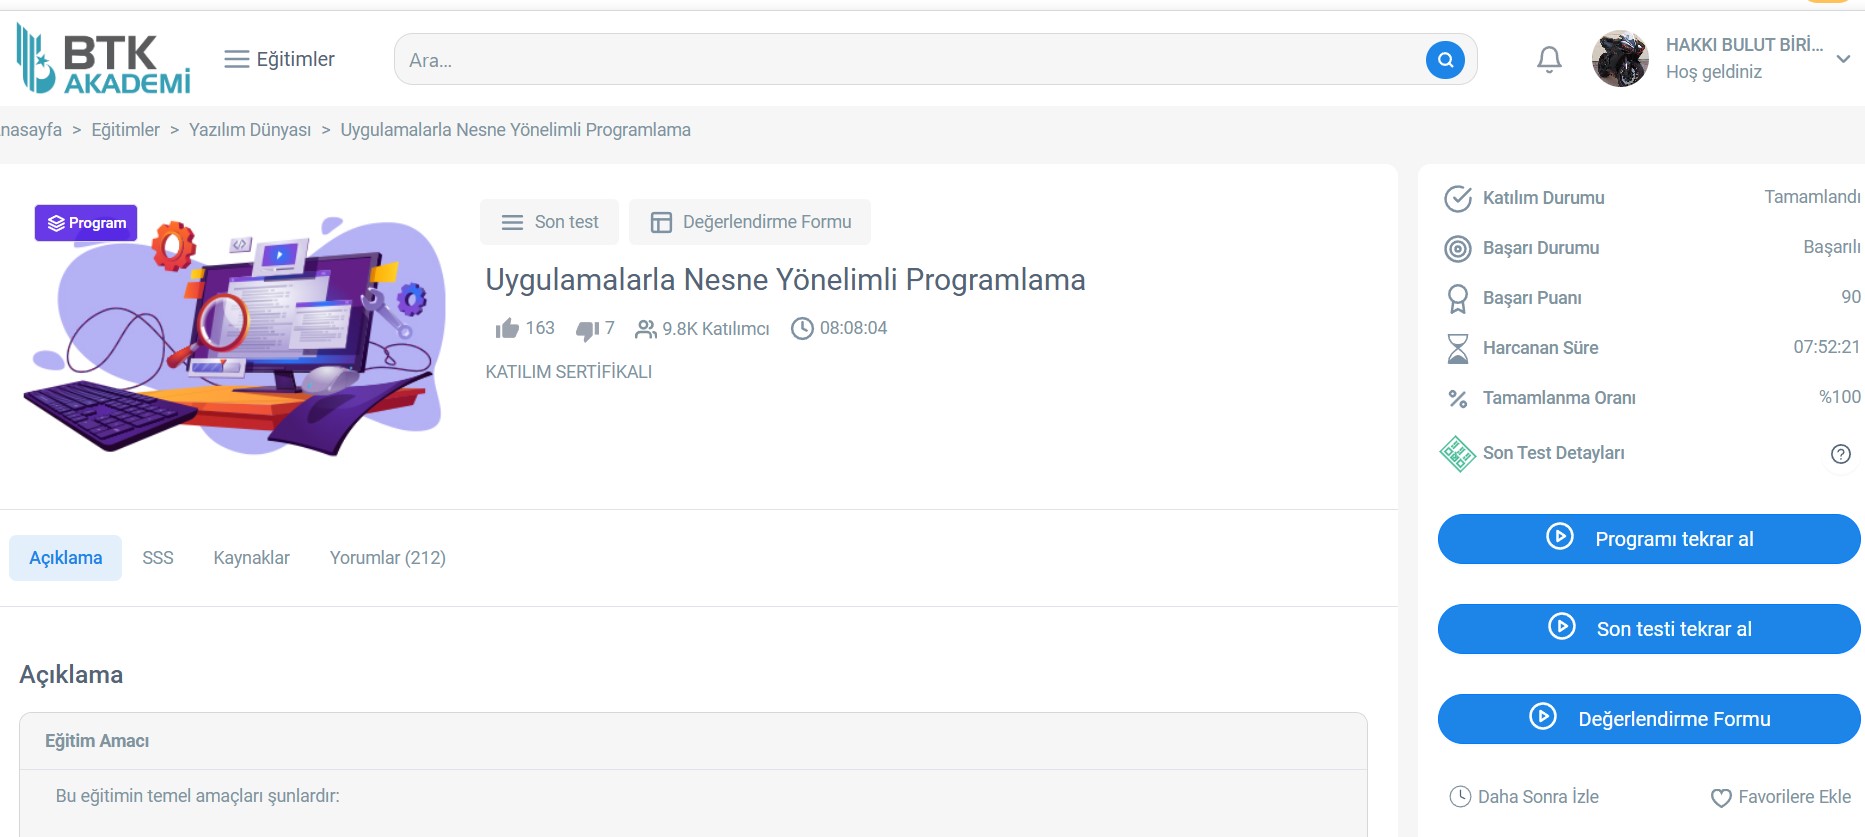 BTK
AKADEMİ
Eğitimler
Ara...
HAKKI BULUT BİRİ...
Hoş geldiniz
nasayfa > Eğitimler > Yazılım Dünyası > Uygulamalarla Nesne Yönelimli Programlama
Program
Son test
Değerlendirme Formu
Uygulamalarla Nesne Yönelimli Programlama
163
7
9.8K Katılımcı
08:08:04
KATILIM SERTİFİKALI
Açıklama
SSS
Kaynaklar
Yorumlar (212)
Açıklama
Eğitim Amacı
Bu eğitimin temel amaçları şunlardır:
Katılım Durumu Tamamlandı
Başarı Durumu Başarılı
Başarı Puanı 90
Harcanan Süre 07:52:21
Tamamlanma Oranı %100
Son Test Detayları
Programı tekrar al
Son testi tekrar al
Değerlendirme Formu
Daha Sonra İzle
Favorilere Ekle